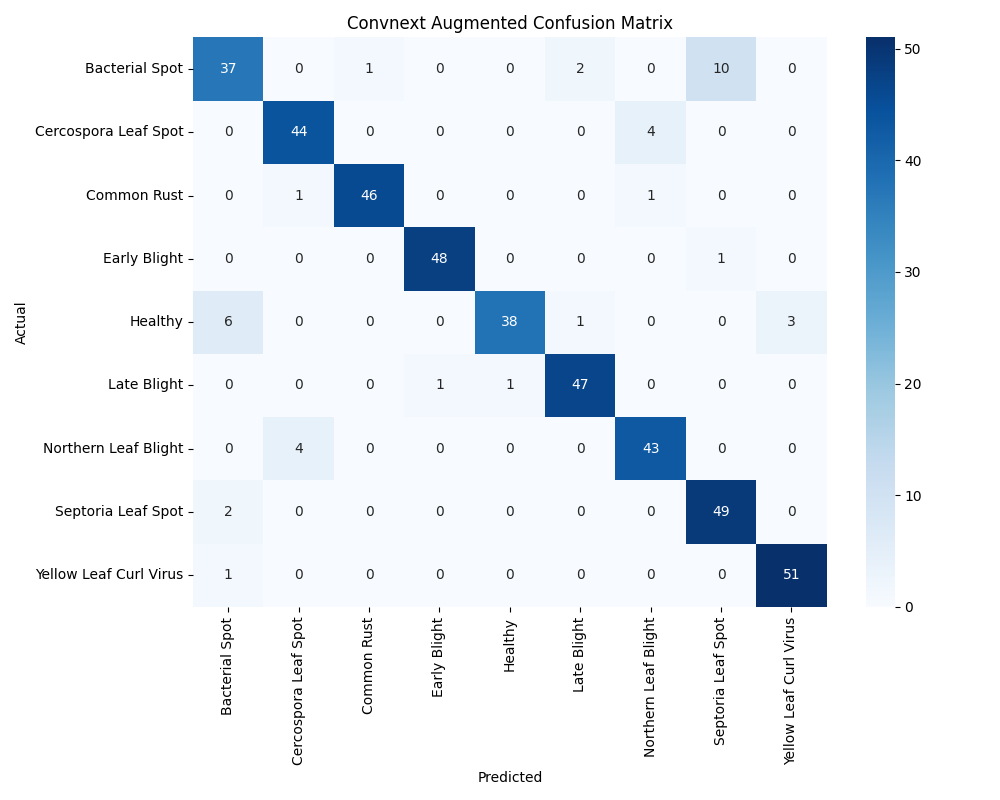 Convnext Augmented Confusion Matrix
Actual
Bacterial Spot 37 0 1 0 0 2 0 10 0
Cercospora Leaf Spot 0 44 0 0 0 0 4 0 0
Common Rust 0 1 46 0 0 0 1 0 0
Early Blight 0 0 0 48 0 0 0 1 0
Healthy 6 0 0 0 38 1 0 0 3
Late Blight 0 0 0 1 1 47 0 0 0
Northern Leaf Blight 0 4 0 0 0 0 43 0 0
Septoria Leaf Spot 2 0 0 0 0 0 0 49 0
Yellow Leaf Curl Virus 1 0 0 0 0 0 0 0 51
Bacterial Spot
Cercospora Leaf Spot
Common Rust
Early Blight
Healthy
Late Blight
Northern Leaf Blight
Septoria Leaf Spot
Yellow Leaf Curl Virus
Predicted
50
40
30
20
10
0